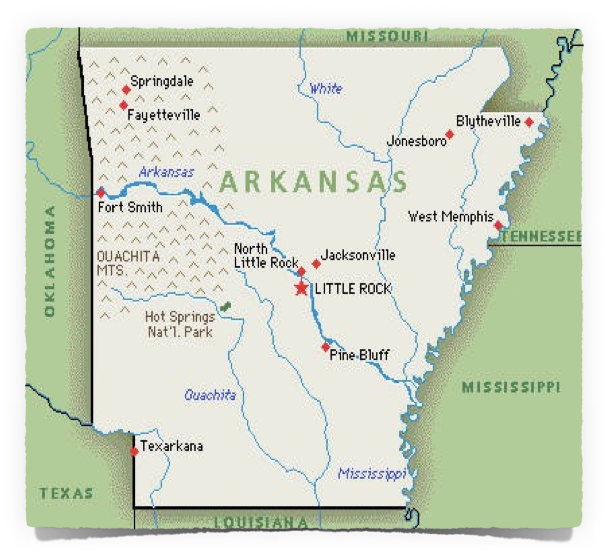 MISSOURI
Springdale
White
Fayetteville
Blytheville
Jonesboro
Arkansas
ARKANSAS
Fort Smith
OKLAHOMA
West Memphis
TENNESSEE
OUACHITA
MTS.
North
Little Rock
Jacksonville
LITTLE ROCK
Hot Springs
Nat'l. Park
Pine Bluff
MISSISSIPPI
Ouachita
Texarkana
Mississippi
TEXAS
LOUISIANA